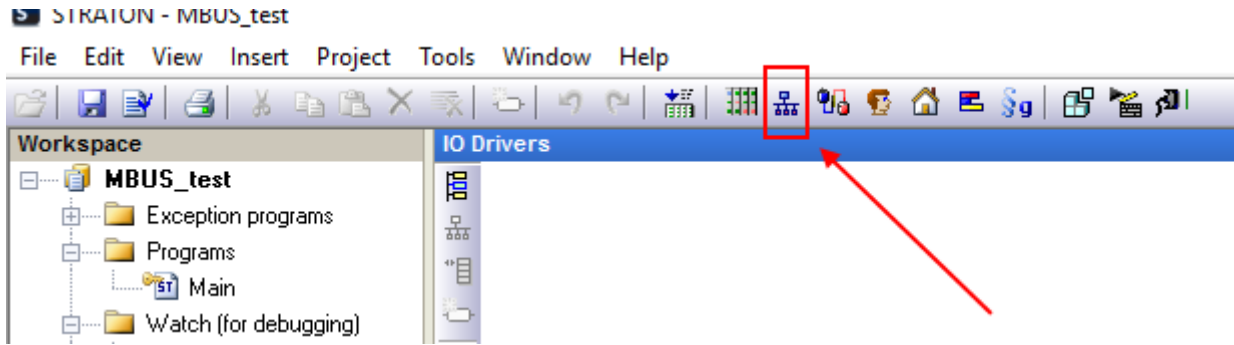 STRATON - MBUS_test
File Edit View Insert Project Tools Window Help
§g
Workspace
IO Drivers
MBUS_test
Exception programs
Programs
ST Main
Watch (for debugging)